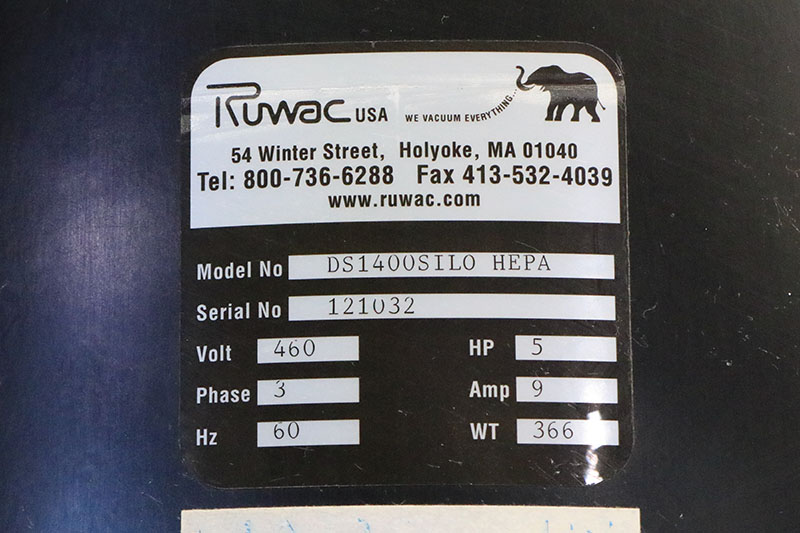 Ruwac USA WE VACUUM EVERYTHING...
54 Winter Street, Holyoke, MA 01040
Tel: 800-736-6288 Fax 413-532-4039
www.ruwac.com
Model No DS1400SILO HEPA
Serial No 121032
Volt 460 HP 5
Phase 3 Amp 9
Hz 60 WT 366